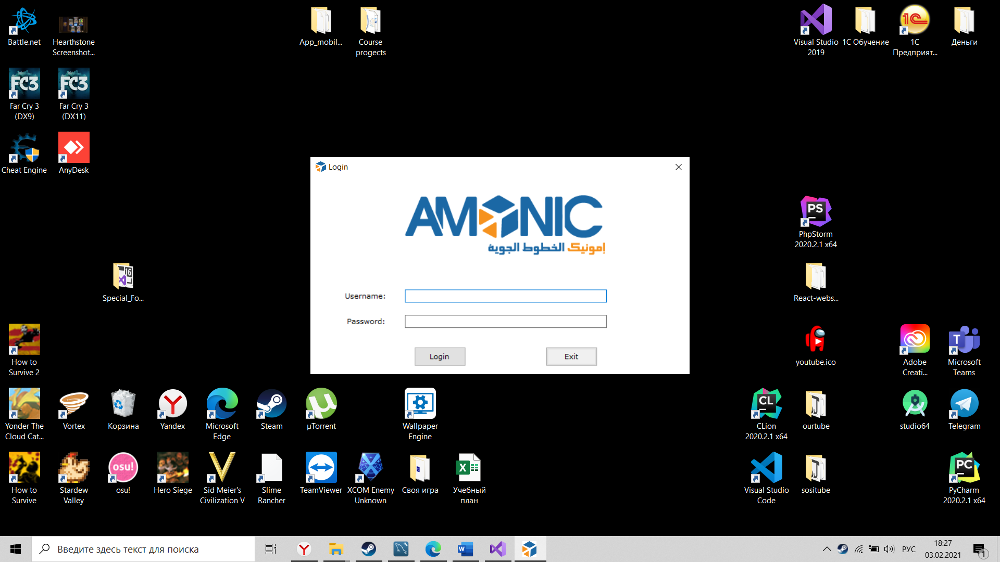 Battle.net
Hearthstone
Screenshot...
App_mobil...
Course
progects
Visual Studio
2019
1C Обучение
1C
Предприят...
Деньги
FC3
FC3
Far Cry 3
(DX9)
Far Cry 3
(DX11)
Cheat Engine
AnyDesk
Login
AMONIC
إمونيك الخطوط الجوية
Username:
Password:
Login
Exit
PS
PhpStorm
2020.2.1 x64
16
Special_Fo...
React-webs...
How to
Survive 2
youtube.ico
Adobe
Creati...
T
Microsoft
Teams
Yonder The
Cloud Cat...
Vortex
Корзина
Yandex
Microsoft
Edge
Steam
µTorrent
Wallpaper
Engine
CL
CLion
2020.2.1 x64
ourtube
studio64
Telegram
How to
Survive
Stardew
Valley
osu!
osu!
Hero Siege
Sid Meier's
Civilization V
Slime
Rancher
TeamViewer
XCOM Enemy
Unknown
Своя игра
X
Учебный
план
Visual Studio
Code
sositube
PC
PyCharm
2020.2.1 x64
Введите здесь текст для поиска
РУС
18:27
03.02.2021
1